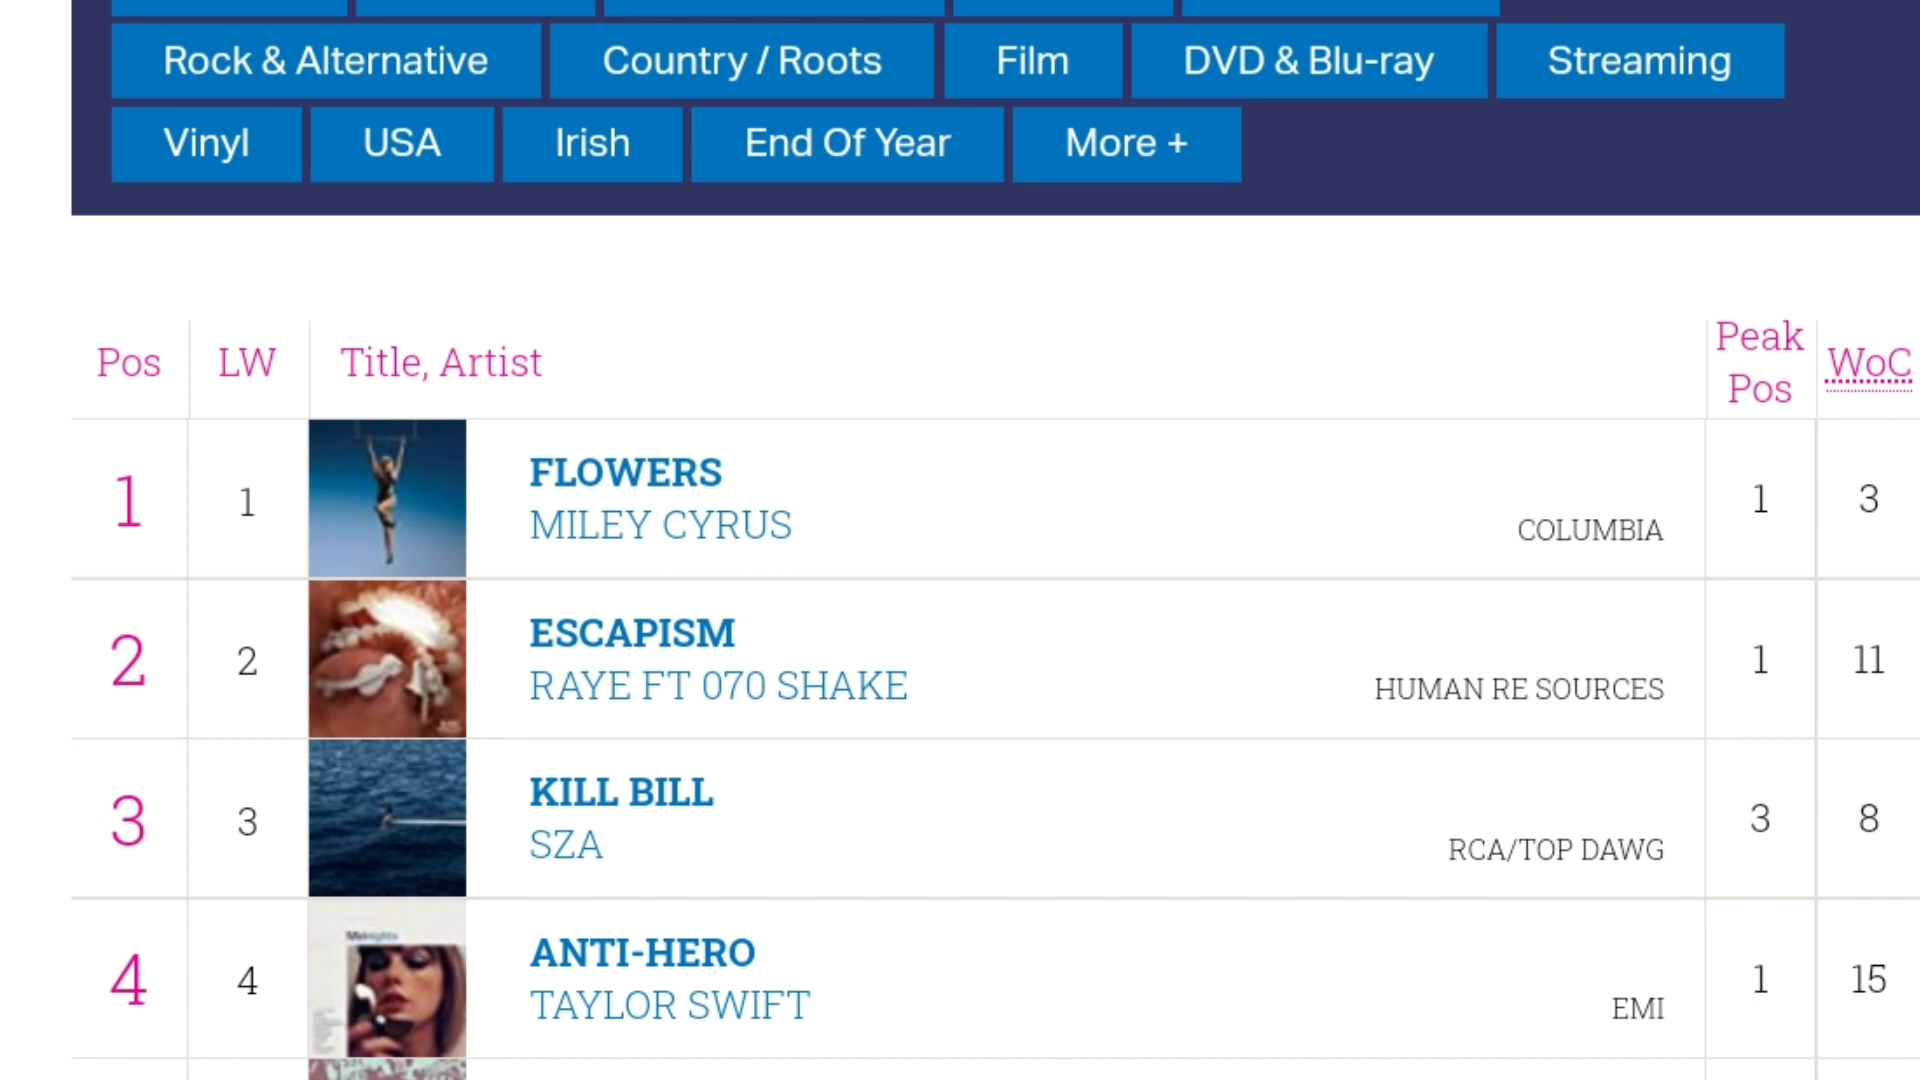 Rock & Alternative Country / Roots Film DVD & Blu-ray Streaming
Vinyl USA Irish End Of Year More +
Pos LW Title, Artist Peak Pos WoC
1 1 FLOWERS
MILEY CYRUS COLUMBIA 1 3
2 2 ESCAPISM
RAYE FT 070 SHAKE HUMAN RE SOURCES 1 11
3 3 KILL BILL
SZA RCA/TOP DAWG 3 8
Midnights
4 4 ANTI-HERO
TAYLOR SWIFT EMI 1 15